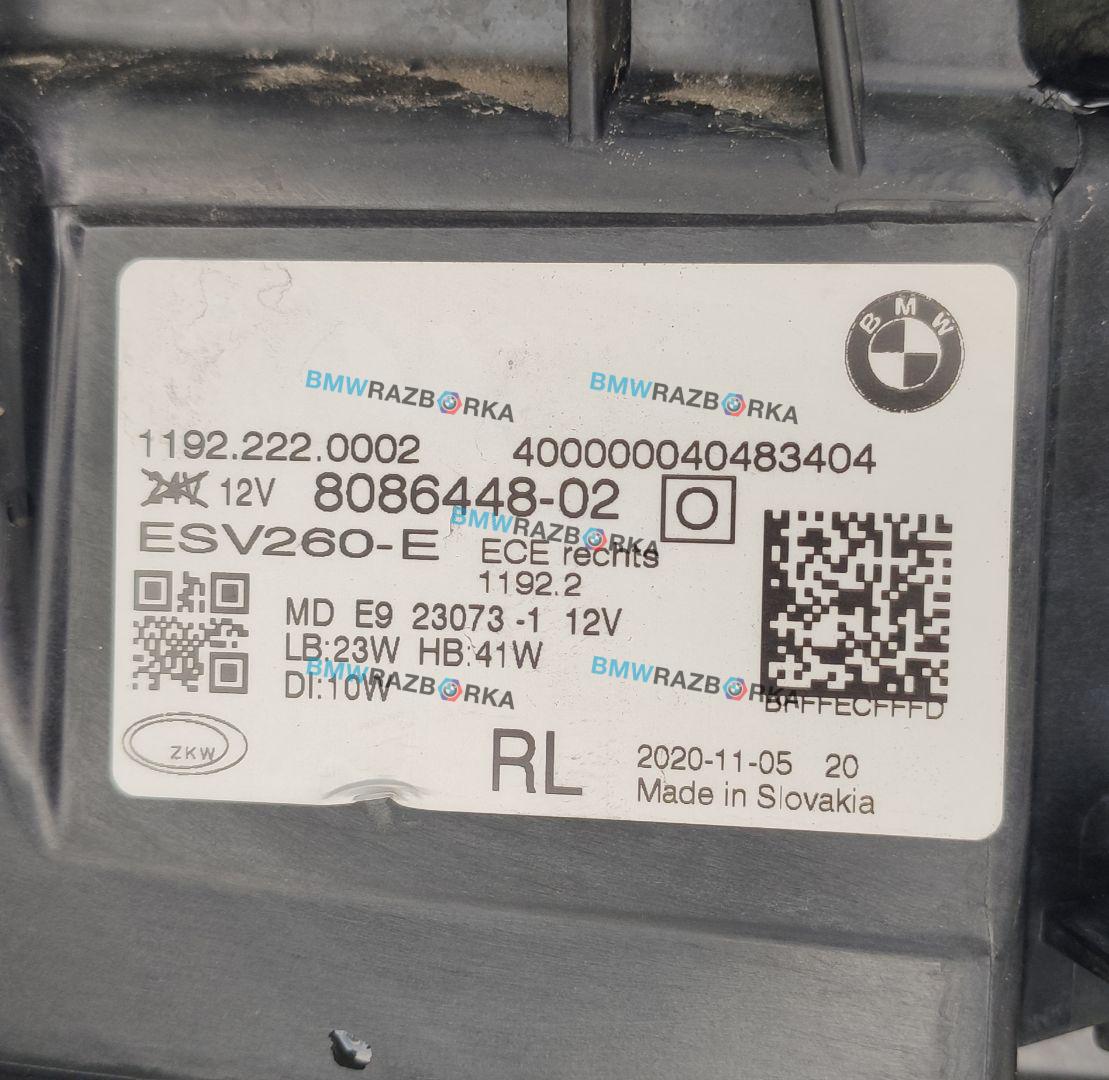 BMW
BMWRAZBORKA BMWRAZBORKA
1192.222.0002 400000040483404
24V 12V 8086448-02
BMWRAZBORKA
ESV260-E ECE rechts
1192.2
MD E9 23073 -1 12V
LB:23W HB:41W
BMWRAZBORKA BMWRAZBORKA
DI:10W
BAFFECFFFD
ZKW
RL 2020-11-05 20
Made in Slovakia